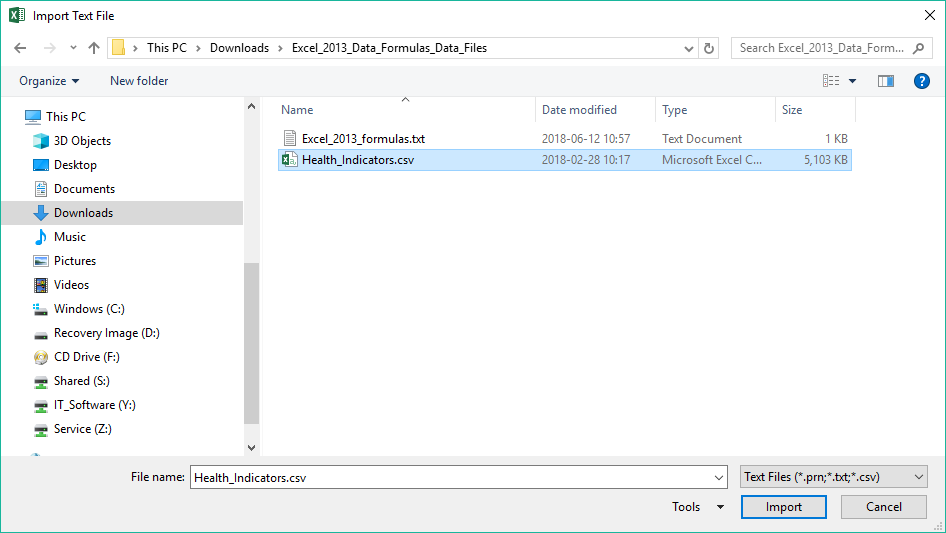 Import Text File
This PC > Downloads > Excel_2013_Data_Formulas_Data_Files
Search Excel_2013_Data_Form...
Organize
New folder
This PC
3D Objects
Desktop
Documents
Downloads
Music
Pictures
Videos
Windows (C:)
Recovery Image (D:)
CD Drive (F:)
Shared (S:)
IT_Software (Y:)
Service (Z:)
Name Date modified Type Size
Excel_2013_formulas.txt 2018-06-12 10:57 Text Document 1 KB
Health_Indicators.csv 2018-02-28 10:17 Microsoft Excel C... 5,103 KB
File name: Health_Indicators.csv Text Files (*.prn;*.txt;*.csv)
Tools Import Cancel